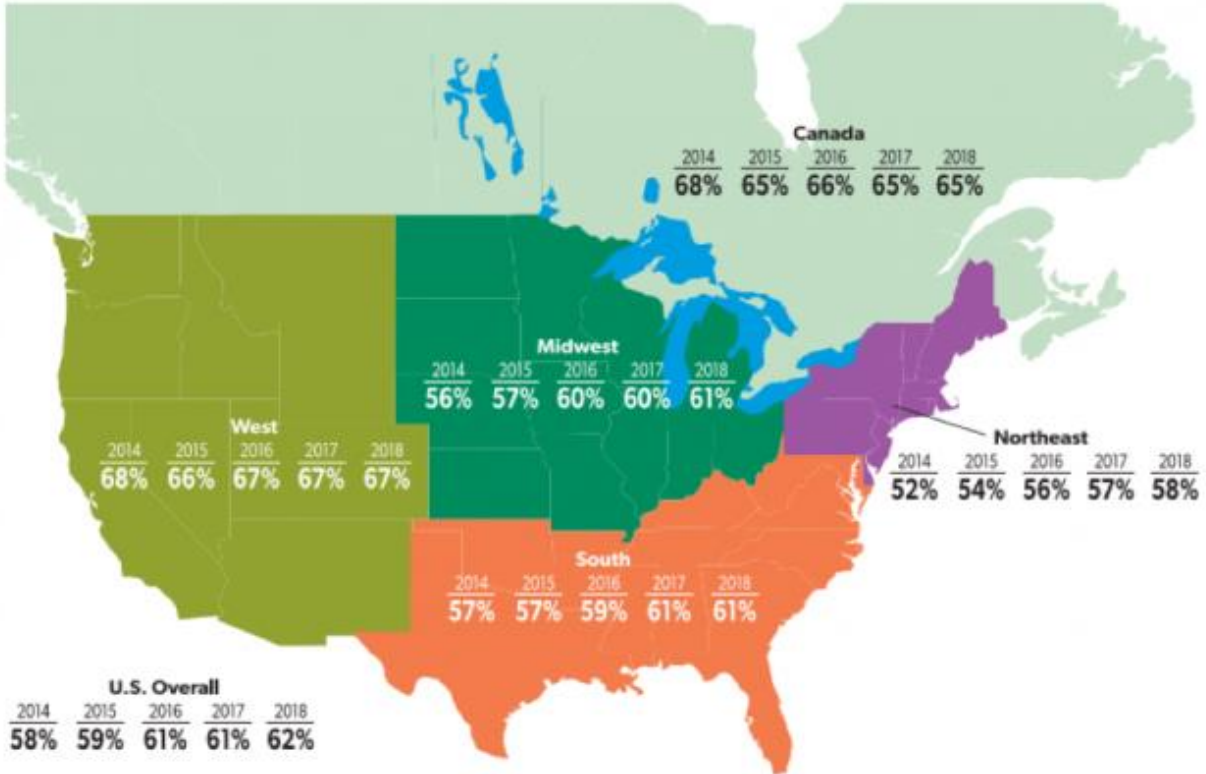 Canada
2014 2015 2016 2017 2018
68% 65% 66% 65% 65%
Midwest
2014 2015 2016 2017 2018
56% 57% 60% 60% 61%
West
2014 2015 2016 2017 2018
68% 66% 67% 67% 67%
Northeast
2014 2015 2016 2017 2018
52% 54% 56% 57% 58%
South
2014 2015 2016 2017 2018
57% 57% 59% 61% 61%
U.S. Overall
2014 2015 2016 2017 2018
58% 59% 61% 61% 62%